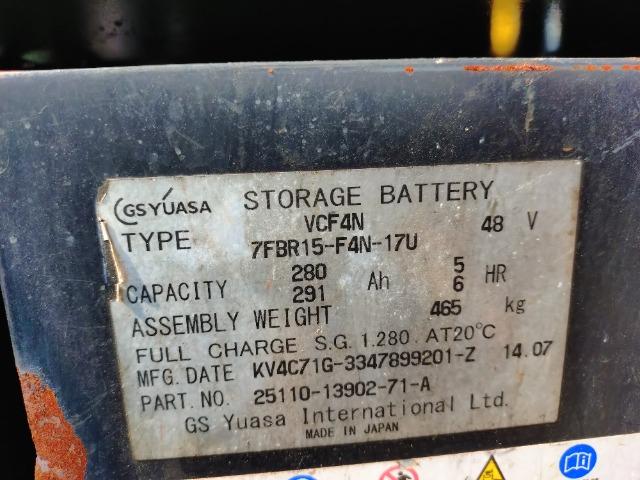 GS YUASA STORAGE BATTERY
VCF4N 48 V
TYPE 7FBR15-F4N-17U
280 5
CAPACITY Ah HR
291 6
ASSEMBLY WEIGHT 465 kg
FULL CHARGE S.G. 1.280 AT20°C
MFG. DATE KV4C71G-3347899201-Z 14.07
PART NO. 25110-13902-71-A
GS Yuasa International Ltd.
MADE IN JAPAN